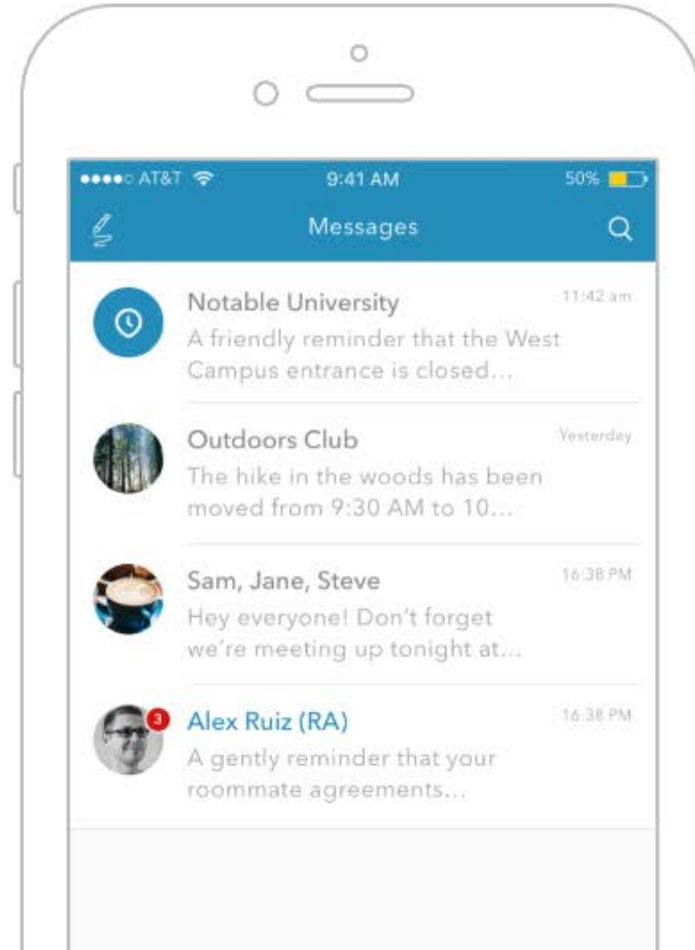 AT&T 9:41 AM 50%
Messages
Notable University 11:42 am
A friendly reminder that the West
Campus entrance is closed...
Outdoors Club Yesterday
The hike in the woods has been
moved from 9:30 AM to 10...
Sam, Jane, Steve 16:38 PM
Hey everyone! Don't forget
we're meeting up tonight at...
3 Alex Ruiz (RA) 16:38 PM
A gently reminder that your
roommate agreements...